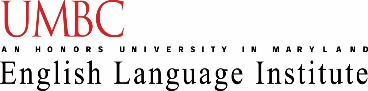 UMBC
AN HONORS UNIVERSITY IN MARYLAND
English Language Institute